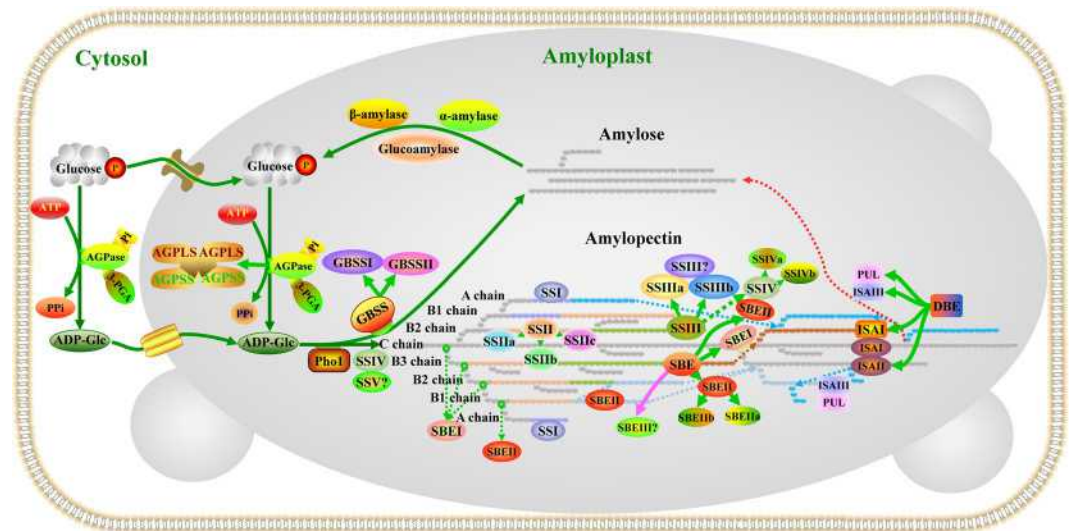 Cytosol
Amyloplast
β-amylase
α-amylase
Glucoamylase
Amylose
Glucose
P
Glucose
P
ATP
ATP
AGPase
Pi
3-PGA
PPi
ADP-Glc
AGPLS AGPLS
AGPSS AGPSS
AGPase
Pi
3-PGA
PPi
ADP-Glc
GBSSI
GBSSII
GBSS
PhoI
SSIV
SSV?
Amylopectin
A chain
B1 chain
B2 chain
C chain
B3 chain
B2 chain
B1 chain
A chain
SSI
SSII
SSIIa
SSIIc
SSIIb
SSIII?
SSIIIa
SSIIIb
SSIII
SSIVa
SSIVb
SSIV
SBEII
SBEI
SBE
SBEII
SBEII
SBEIIb
SBEIIa
SBEIII?
SBEI
SBEII
SSI
PUL
ISAIII
DBE
ISAI
ISAI
ISAII
ISAIII
PUL